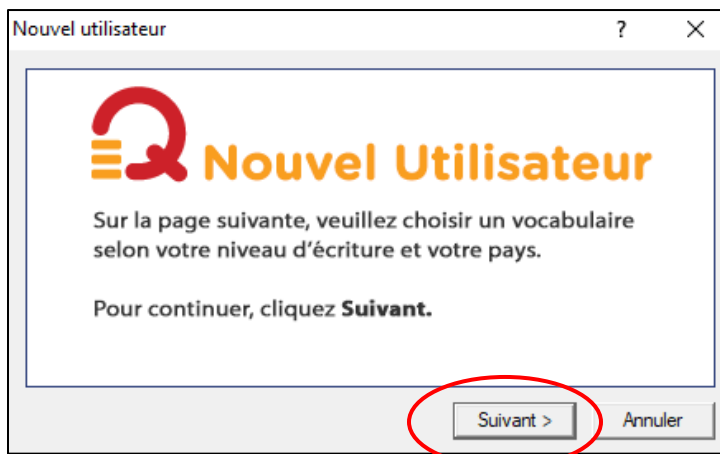 Nouvel utilisateur ? X
Q Nouvel Utilisateur
Sur la page suivante, veuillez choisir un vocabulaire
selon votre niveau d'écriture et votre pays.
Pour continuer, cliquez Suivant.
Suivant > Annuler